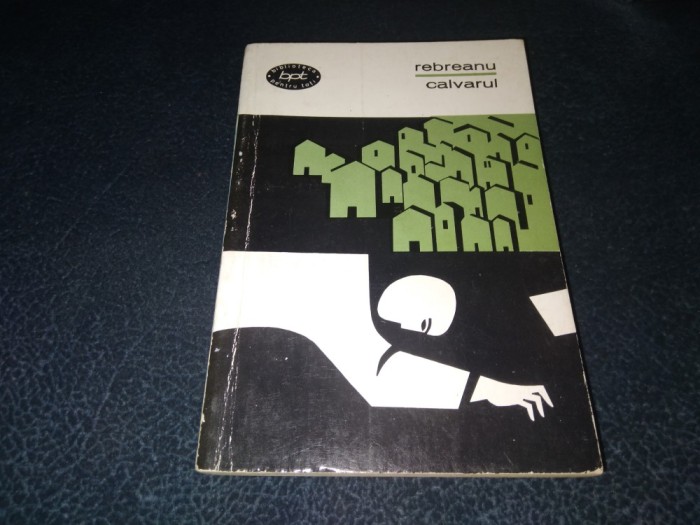 biblioteca
bpt
pentru toți
rebreanu
calvarul